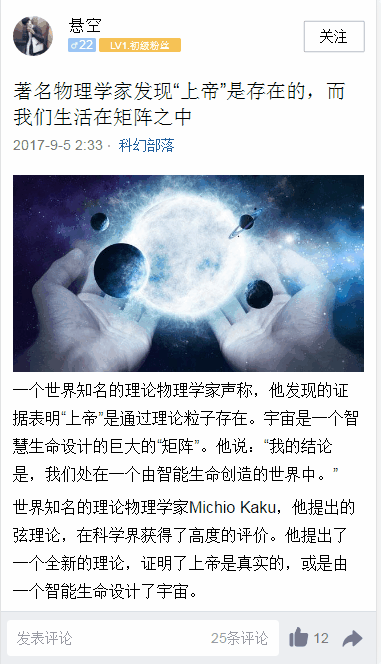 悬空
♂22 LV1.初级粉丝
关注
著名物理学家发现“上帝”是存在的，而
我们生活在矩阵之中
2017-9-5 2:33 · 科幻部落
一个世界知名的理论物理学家声称，他发现的证
据表明“上帝”是通过理论粒子存在。宇宙是一个智
慧生命设计的巨大的“矩阵”。他说：“我的结论
是，我们处在一个由智能生命创造的世界中。”
世界知名的理论物理学家Michio Kaku，他提出的
弦理论，在科学界获得了高度的评价。他提出了
一个全新的理论，证明了上帝是真实的，或是由
一个智能生命设计了宇宙。
发表评论 25条评论 12